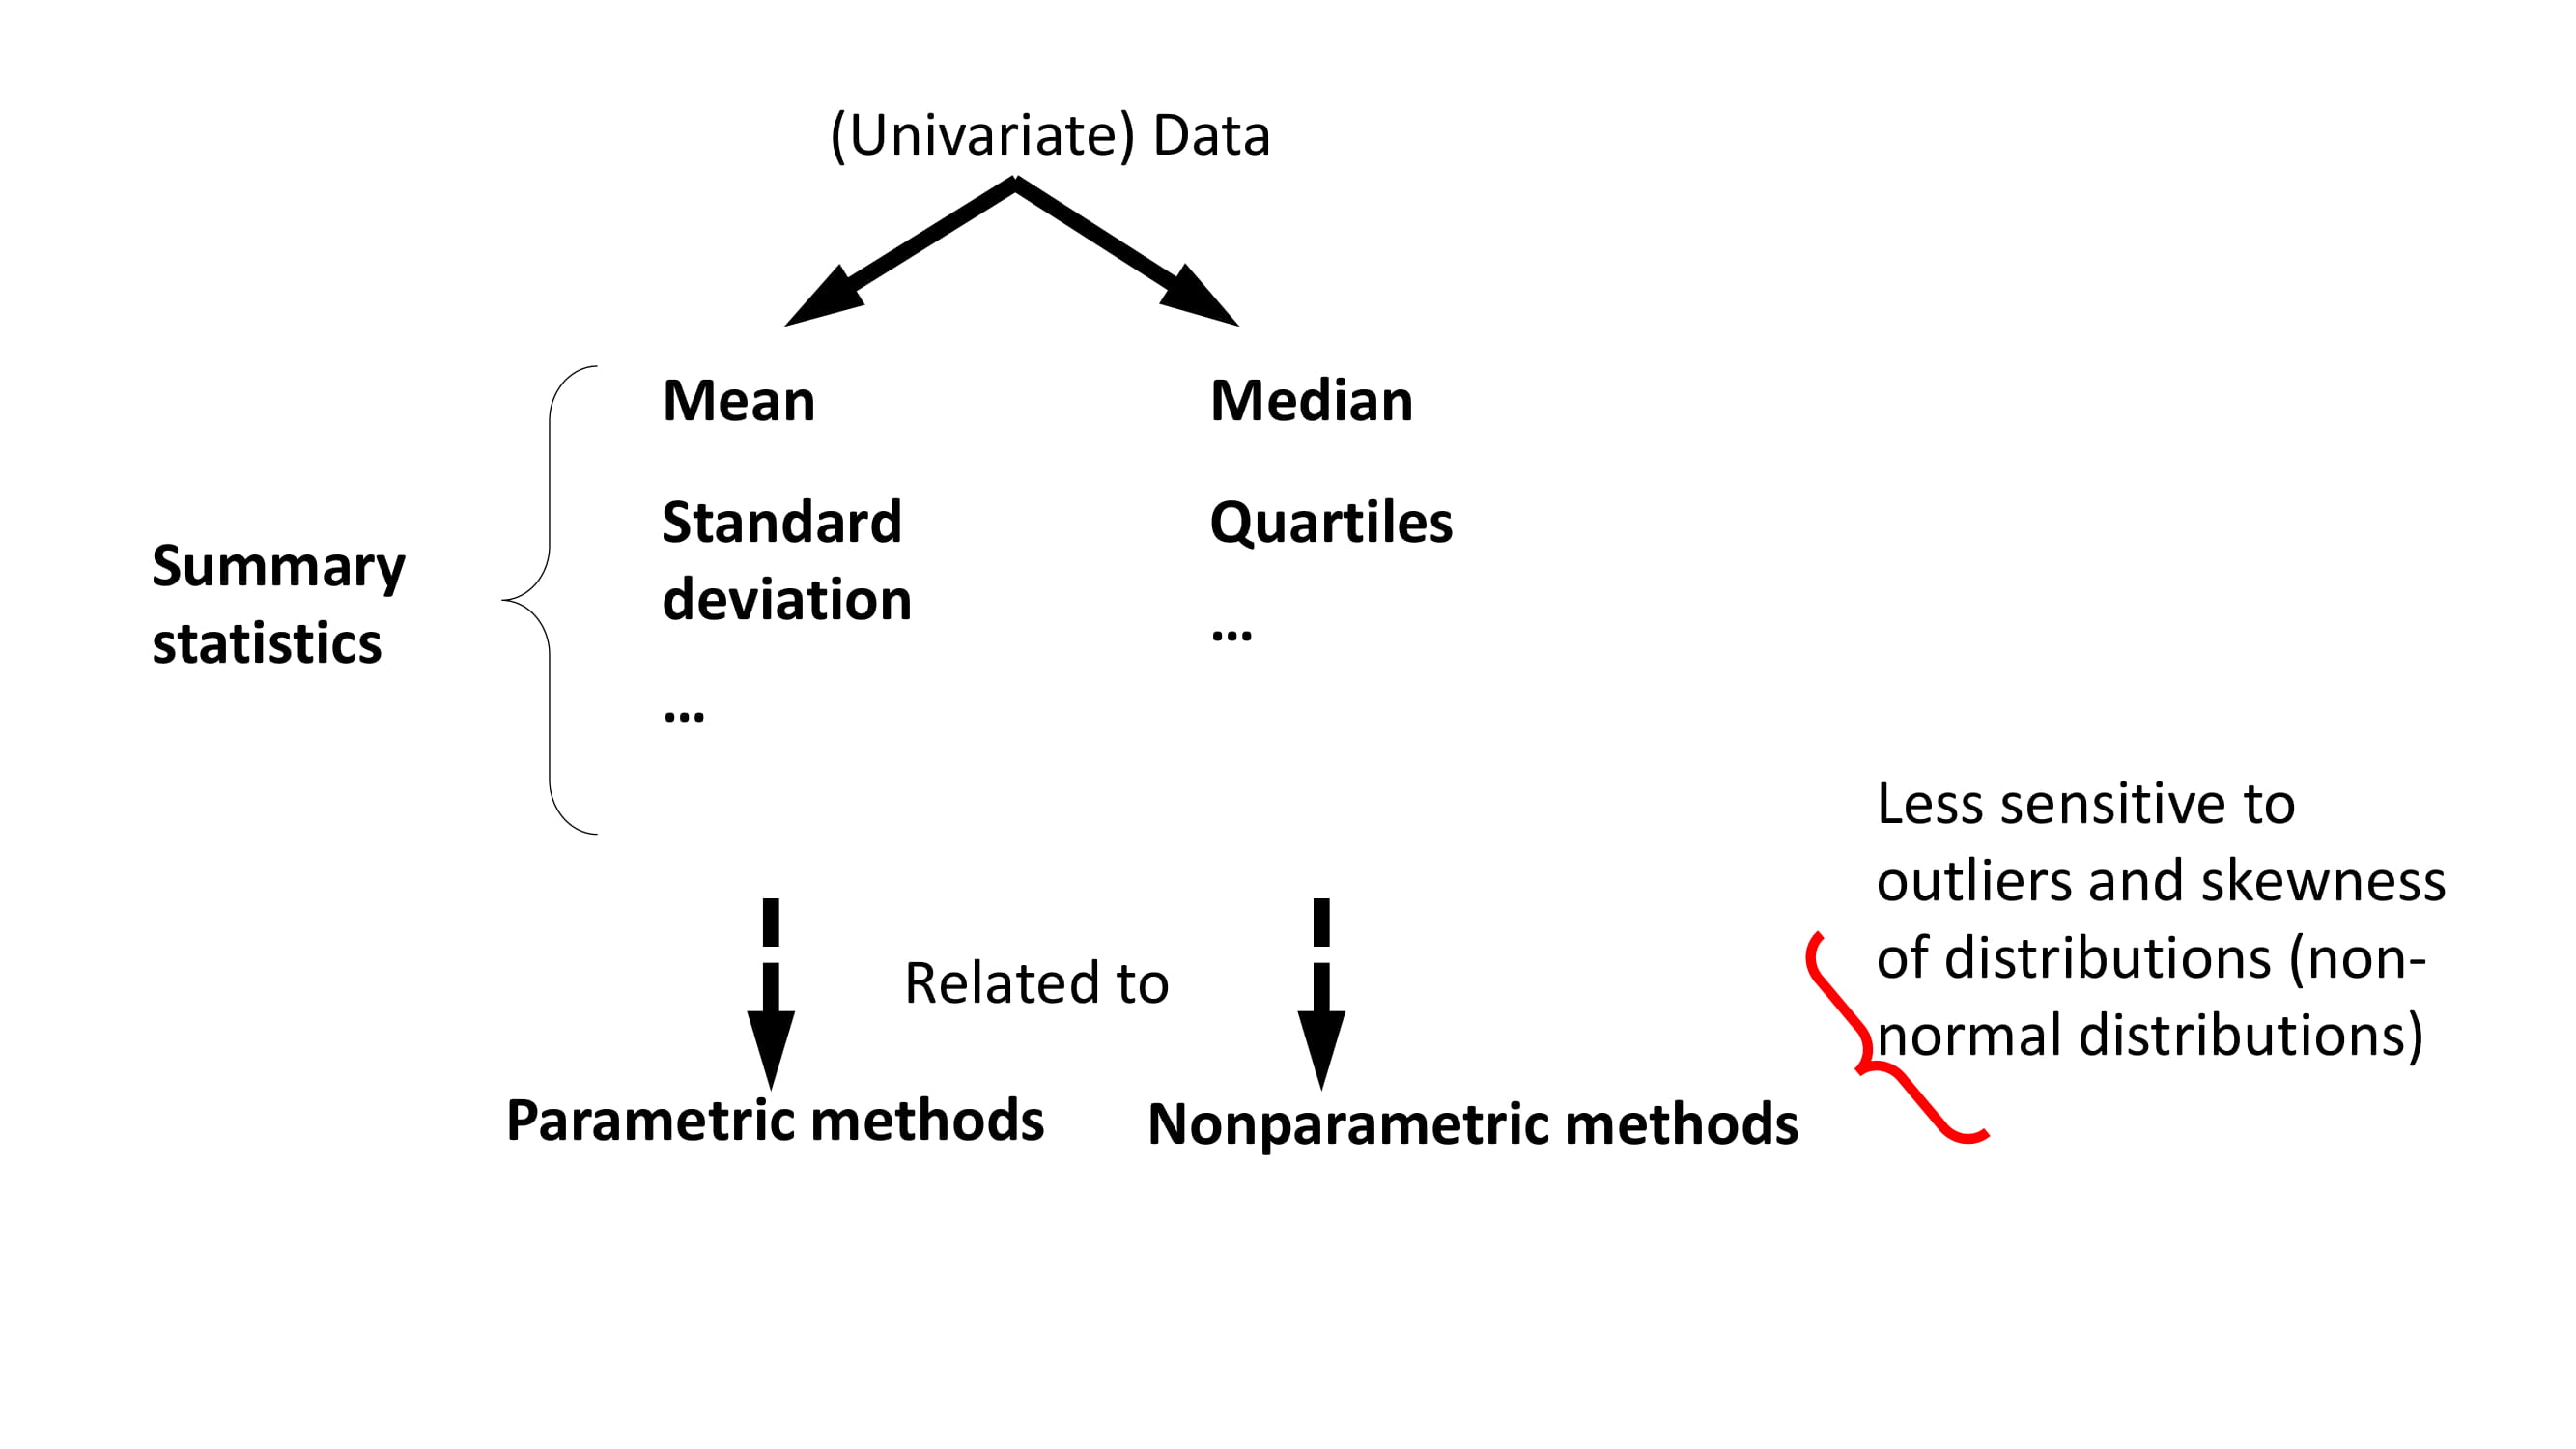 (Univariate) Data
Mean
Standard
deviation
...
Median
Quartiles
...
Summary
statistics
Related to
Parametric methods
Nonparametric methods
Less sensitive to
outliers and skewness
of distributions (non-
normal distributions)